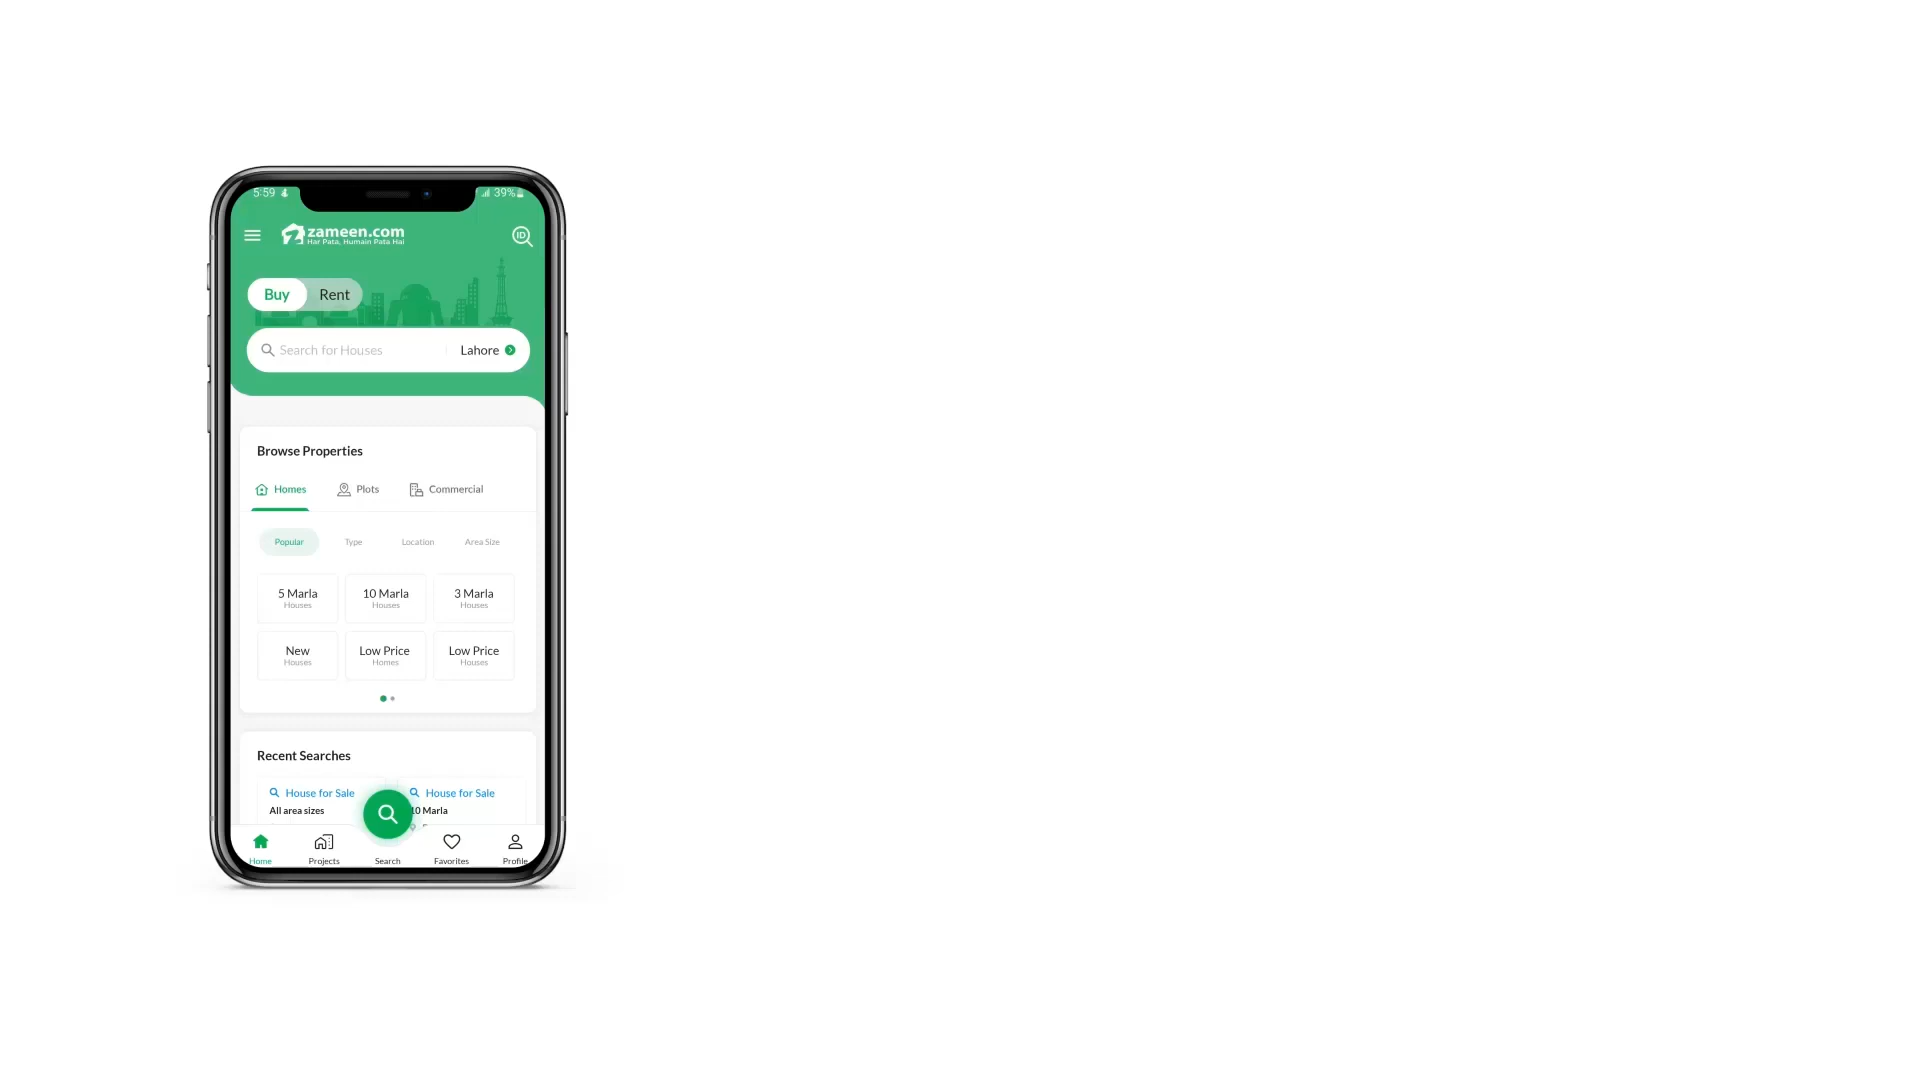 5:59
39%
zameen.com
Har Pata, Humain Pata Hai
ID
Buy Rent
Search for Houses Lahore
Browse Properties
Homes Plots Commercial
Popular Type Location Area Size
5 Marla 10 Marla 3 Marla
Houses Houses Houses
New Low Price Low Price
Houses Homes Houses
Recent Searches
House for Sale House for Sale
All area sizes 10 Marla
Home Projects Search Favorites Profile